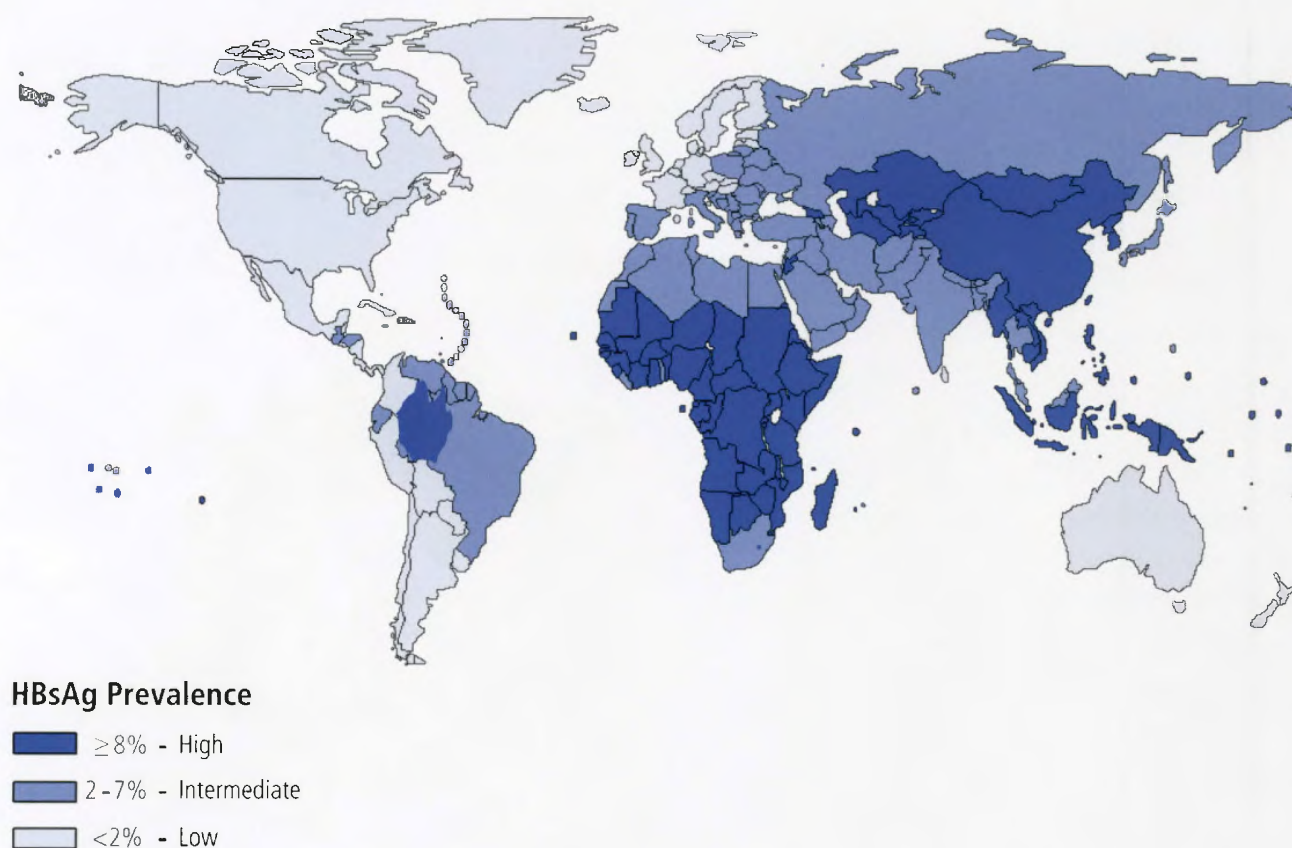 HBsAg Prevalence
≥8% - High
2-7% - Intermediate
<2% - Low